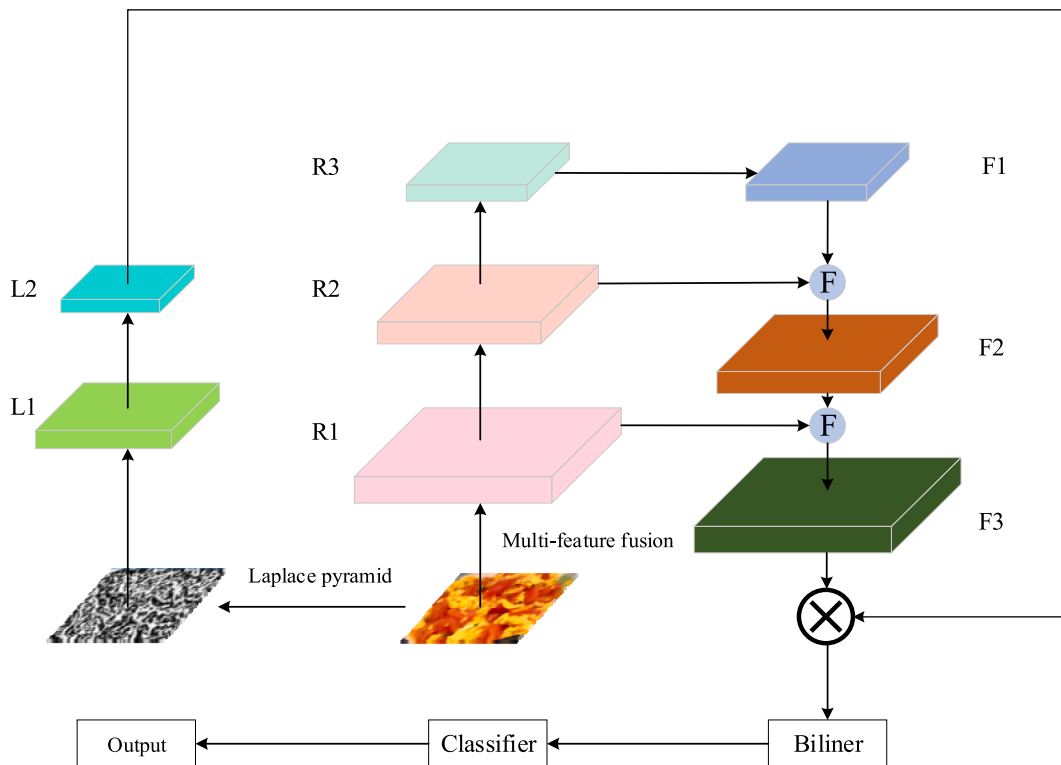 R3
F1
L2
R2
F
F2
L1
R1
F
F3
Multi-feature fusion
Laplace pyramid
Output
Classifier
Biliner